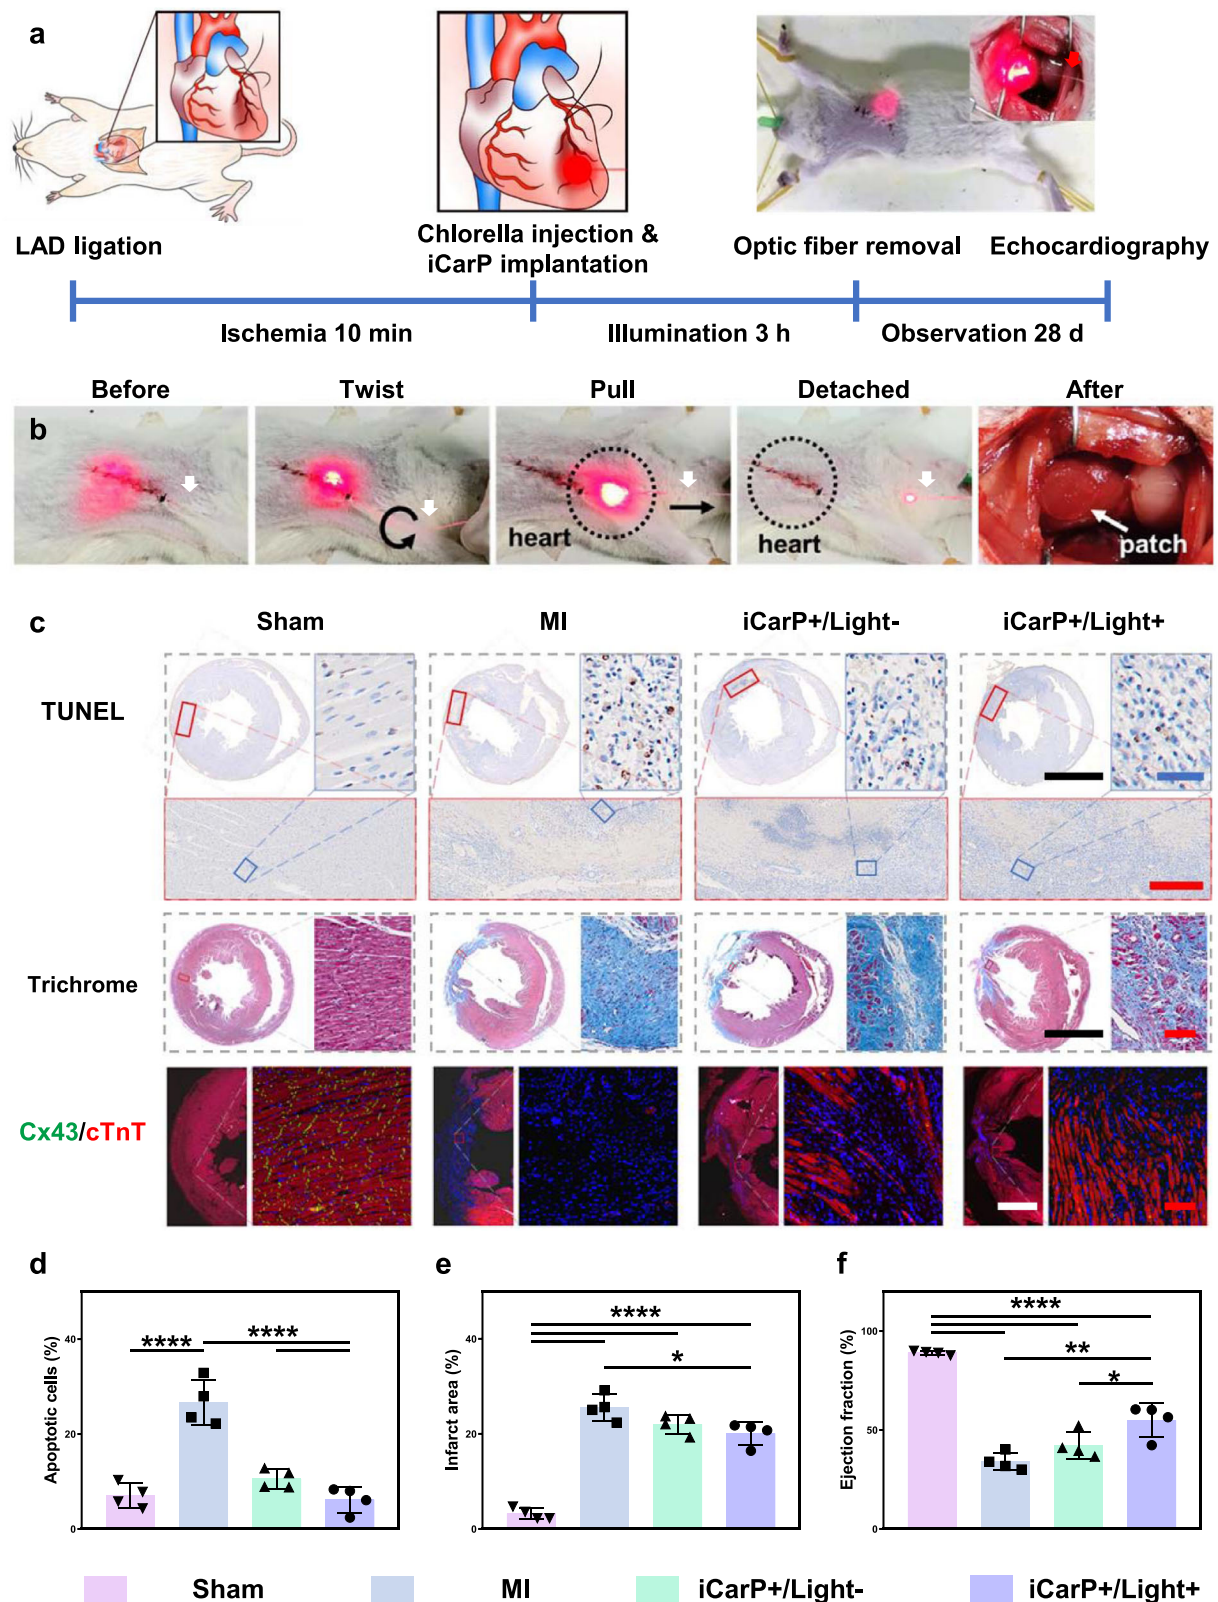 a
LAD ligation
Chlorella injection &
iCarP implantation
Optic fiber removal
Echocardiography
Ischemia 10 min
Illumination 3 h
Observation 28 d
Before
Twist
Pull
Detached
After
b
heart
heart
patch
c
Sham
MI
iCarP+/Light-
iCarP+/Light+
TUNEL
Trichrome
Cx43/cTnT
d
Apoptotic cells (%)
40
20
0
****
****
e
Infarct area (%)
40
20
0
****
*
f
Ejection fraction (%)
100
50
0
****
**
*
Sham
MI
iCarP+/Light-
iCarP+/Light+